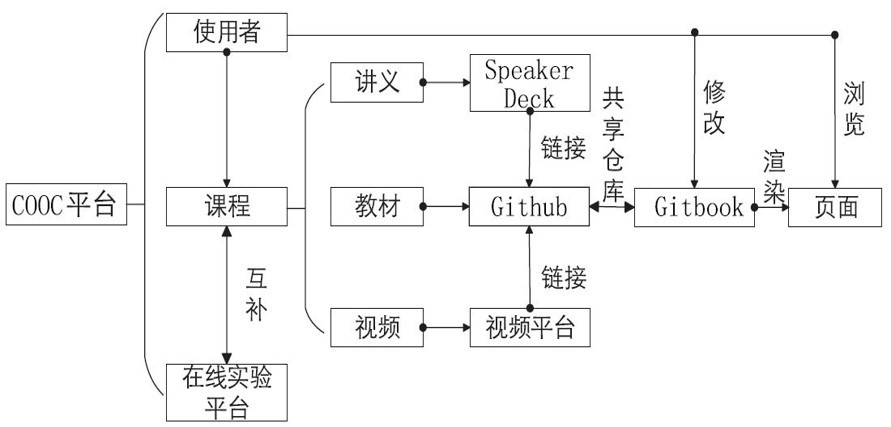 使用者
讲义
Speaker
Deck
共享仓库
修改
浏览
链接
渲染
COOC平台
课程
教材
Github
Gitbook
页面
互补
链接
视频
视频平台
在线实验
平台